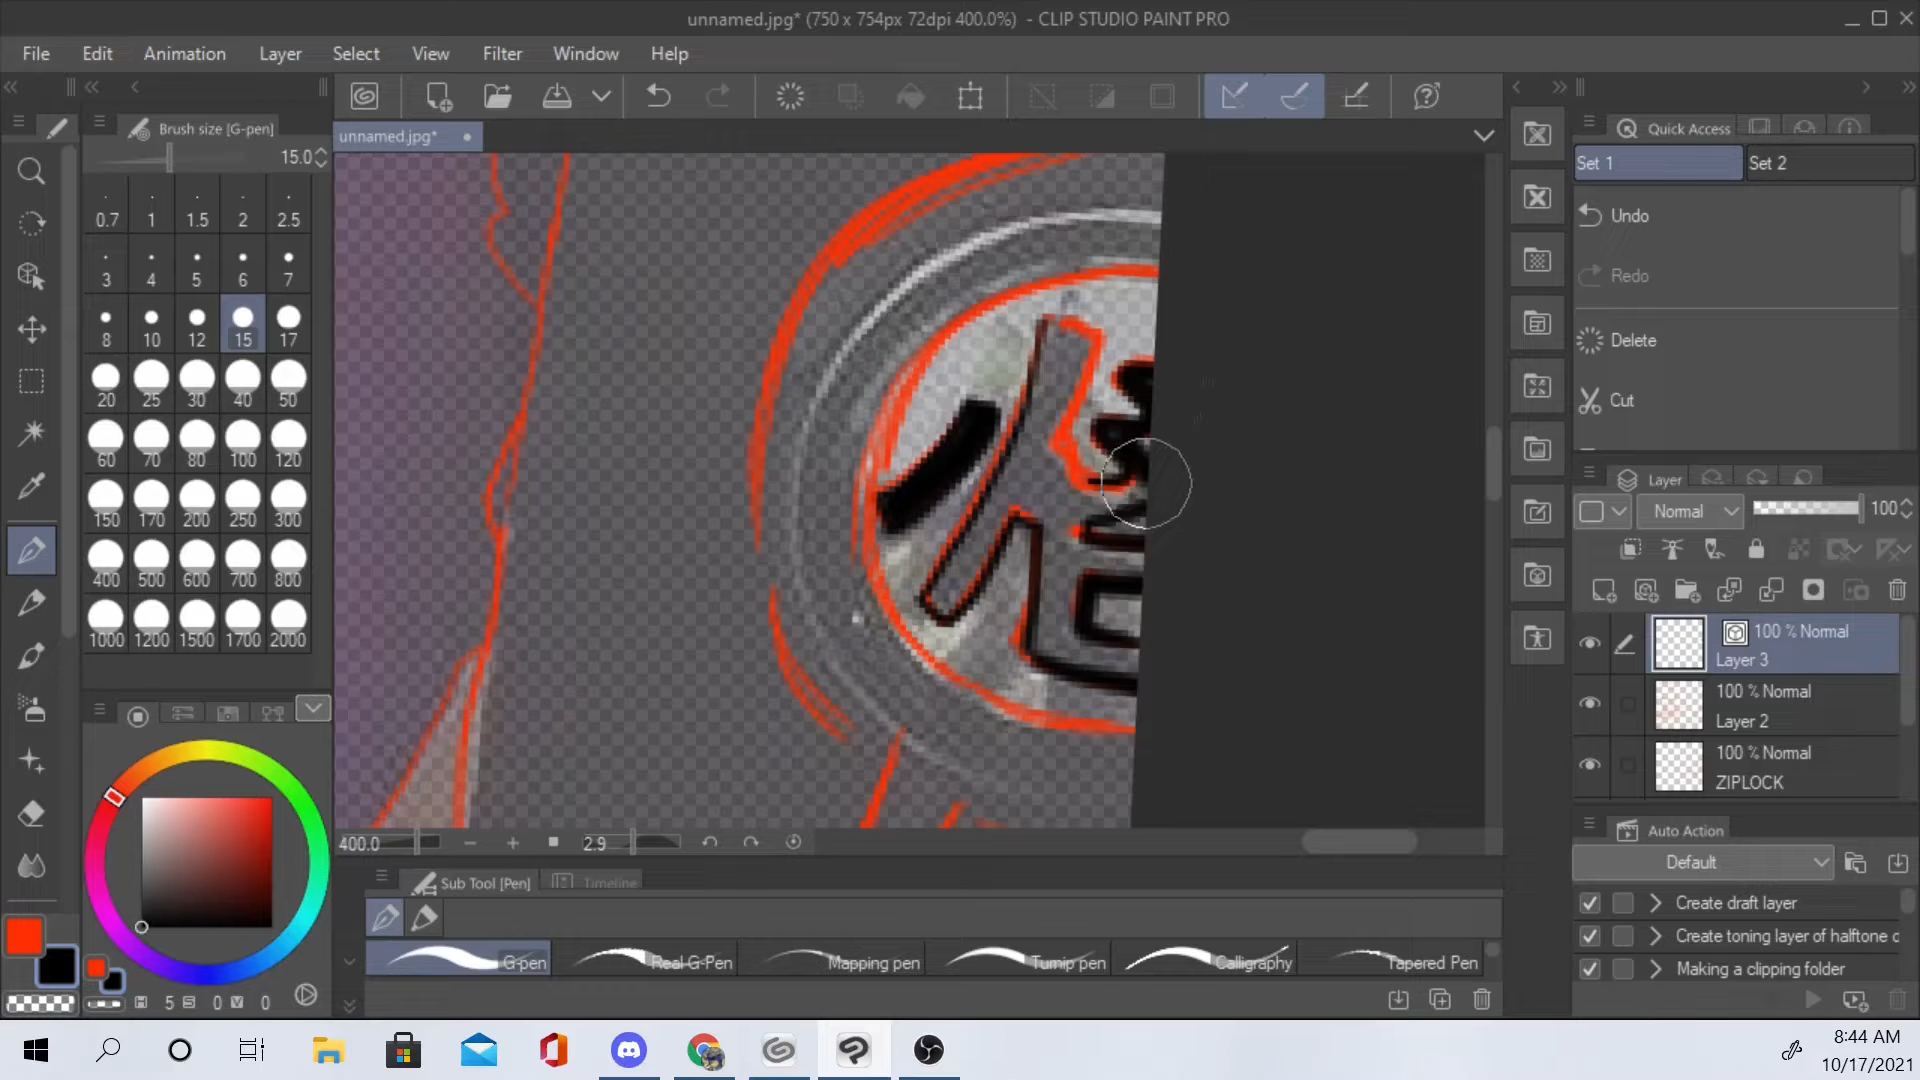 unnamed.jpg* (750 x 754px 72dpi 400.0%) - CLIP STUDIO PAINT PRO
File Edit Animation Layer Select View Filter Window Help
Brush size [G-pen]
unnamed.jpg*
Quick Access
15.0
Set 1 Set 2
0.7 1 1.5 2 2.5
Undo
3 4 5 6 7
Redo
8 10 12 15 17
Delete
20 25 30 40 50
Cut
60 70 80 100 120
Layer
150 170 200 250 300
Normal 100
400 500 600 700 800
1000 1200 1500 1700 2000
100 % Normal
Layer 3
100 % Normal
Layer 2
100 % Normal
ZIPLOCK
400.0 2.9
Auto Action
Default
Sub Tool [Pen] Timeline
Create draft layer
Create toning layer of halftone c
Making a clipping folder
G-pen Real G-Pen Mapping pen Turnip pen Calligraphy Tapered Pen
H 5 S 0 V 0
8:44 AM
10/17/2021